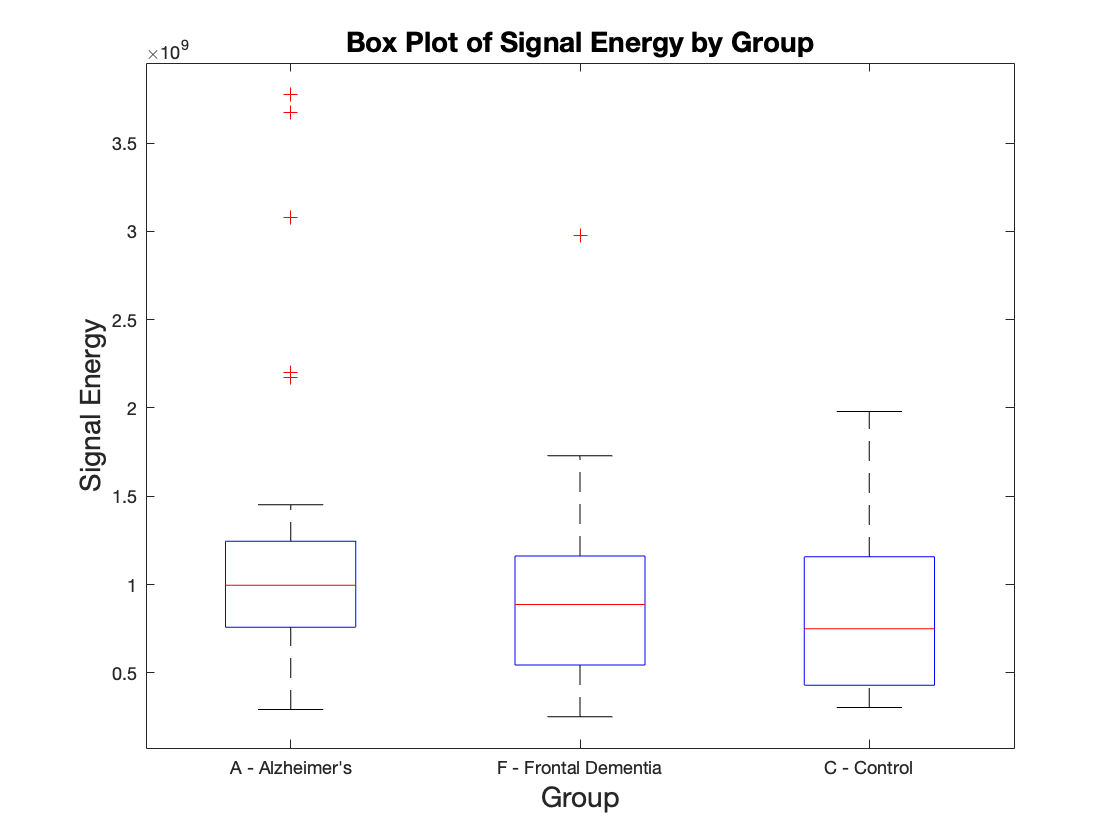 Box Plot of Signal Energy by Group
×10⁹
3.5
3
2.5
2
1.5
1
0.5
Signal Energy
A - Alzheimer's
F - Frontal Dementia
C - Control
Group